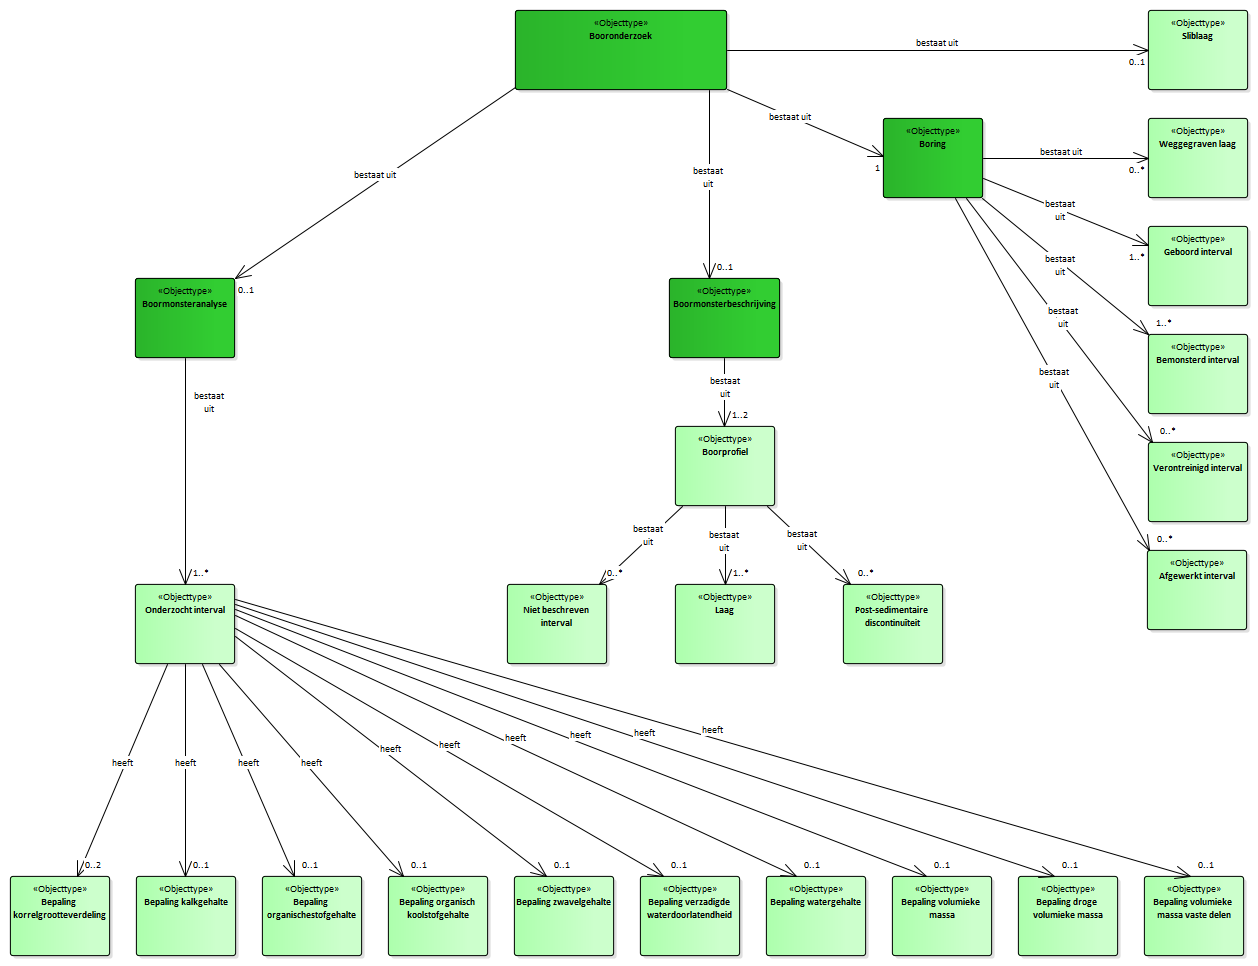 «Objecttype»
Booronderzoek
«Objecttype»
Sliblaag
bestaat uit
0..1
bestaat uit
1
«Objecttype»
Boring
bestaat uit
0..*
«Objecttype»
Weggegraven laag
bestaat uit
0..1
bestaat
uit
0..1
bestaat
uit
1..*
«Objecttype»
Geboord interval
bestaat
uit
1..*
«Objecttype»
Bemonsterd interval
bestaat
uit
0..*
«Objecttype»
Verontreinigd interval
bestaat
uit
0..*
«Objecttype»
Afgewerkt interval
«Objecttype»
Boormonsteranalyse
«Objecttype»
Boormonsterbeschrijving
bestaat
uit
1..*
bestaat
uit
1..2
«Objecttype»
Boorprofiel
bestaat
uit
0..*
bestaat
uit
1..*
bestaat
uit
0..*
«Objecttype»
Onderzocht interval
«Objecttype»
Niet beschreven
interval
«Objecttype»
Laag
«Objecttype»
Post-sedimentaire
discontinuïteit
heeft
heeft
heeft
heeft
heeft
heeft
heeft
heeft
heeft
heeft
0..2
0..1
0..1
0..1
0..1
0..1
0..1
0..1
0..1
0..1
«Objecttype»
Bepaling
korrelgrootteverdeling
«Objecttype»
Bepaling kalkgehalte
«Objecttype»
Bepaling
organischestofgehalte
«Objecttype»
Bepaling organisch
koolstofgehalte
«Objecttype»
Bepaling zwavelgehalte
«Objecttype»
Bepaling verzadigde
waterdoorlatendheid
«Objecttype»
Bepaling watergehalte
«Objecttype»
Bepaling volumieke
massa
«Objecttype»
Bepaling droge
volumieke massa
«Objecttype»
Bepaling volumieke
massa vaste delen